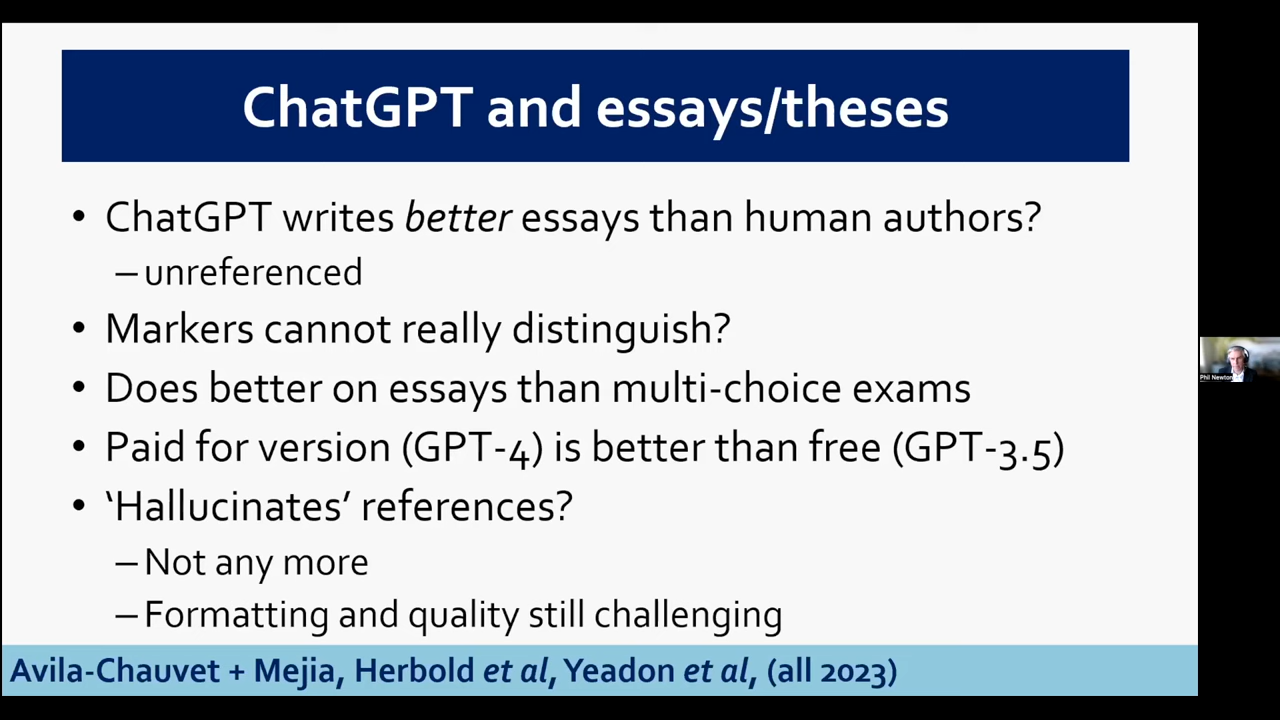 ChatGPT and essays/theses
• ChatGPT writes better essays than human authors?
– unreferenced
• Markers cannot really distinguish?
• Does better on essays than multi-choice exams
• Paid for version (GPT-4) is better than free (GPT-3.5)
• ‘Hallucinates’ references?
– Not any more
– Formatting and quality still challenging
Avila-Chauvet + Mejia, Herbold et al, Yeadon et al, (all 2023)
Phil Newton